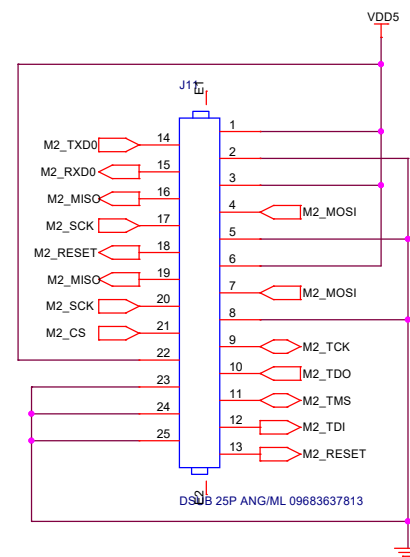 VDD5
J11
E1
1
M2_TXD0 14
2
M2_RXD0 15
3
M2_MISO 16
4 M2_MOSI
M2_SCK 17
5
M2_RESET 18
6
M2_MISO 19
7 M2_MOSI
M2_SCK 20
8
M2_CS 21
9 M2_TCK
22
10 M2_TDO
23
11 M2_TMS
24
12 M2_TDI
25
13 M2_RESET
E2
DSUB 25P ANG/ML 09683637813